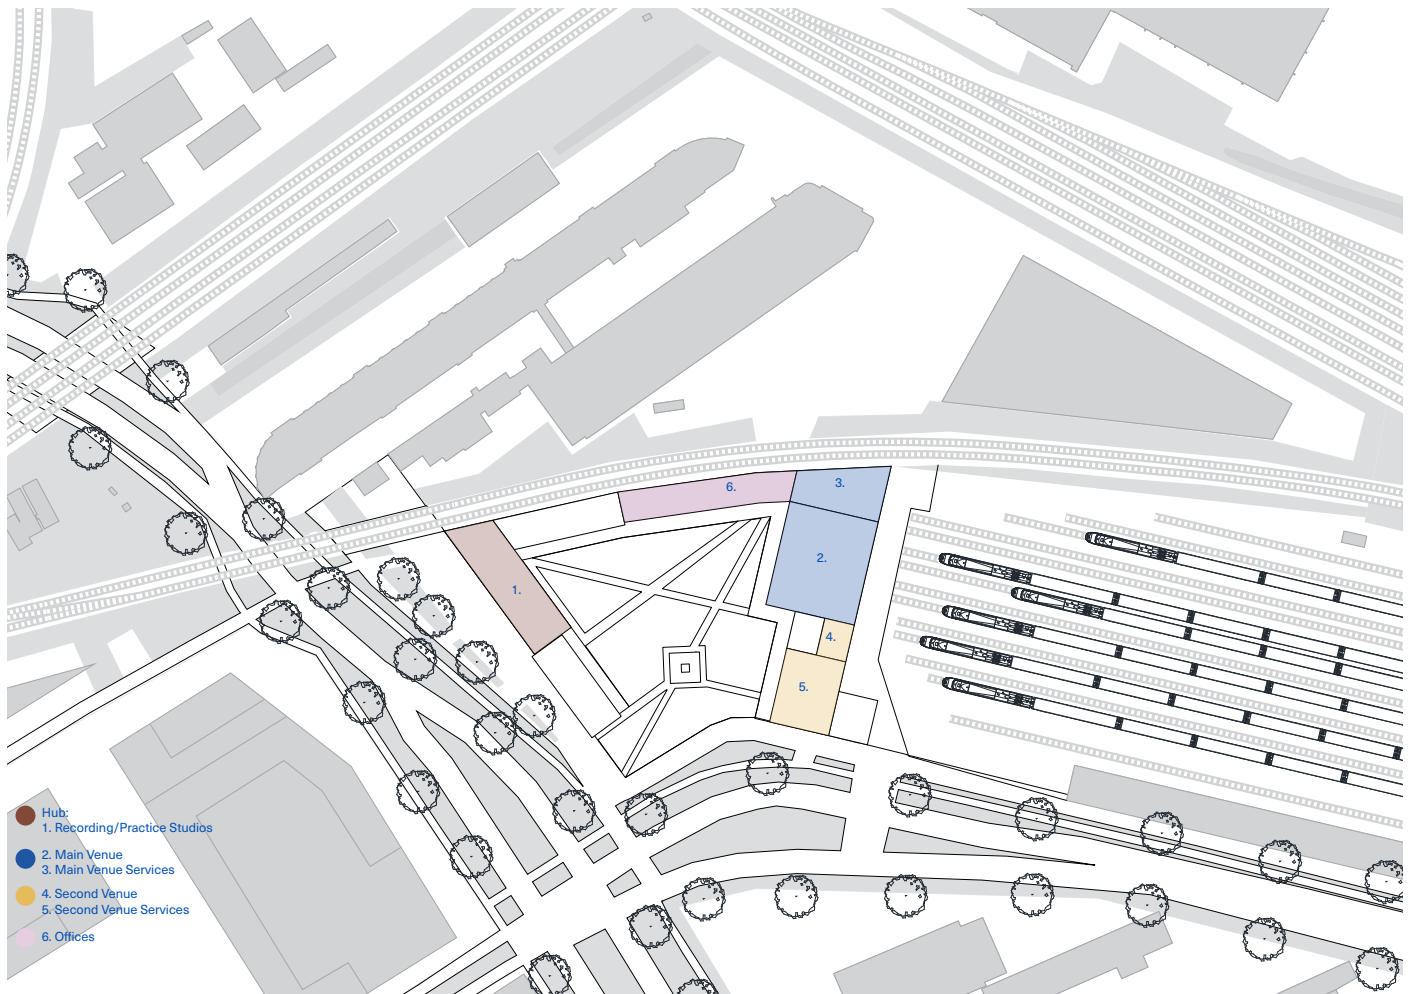 6.
3.
2.
1.
4.
5.
Hub:
1. Recording/Practice Studios
2. Main Venue
3. Main Venue Services
4. Second Venue
5. Second Venue Services
6. Offices